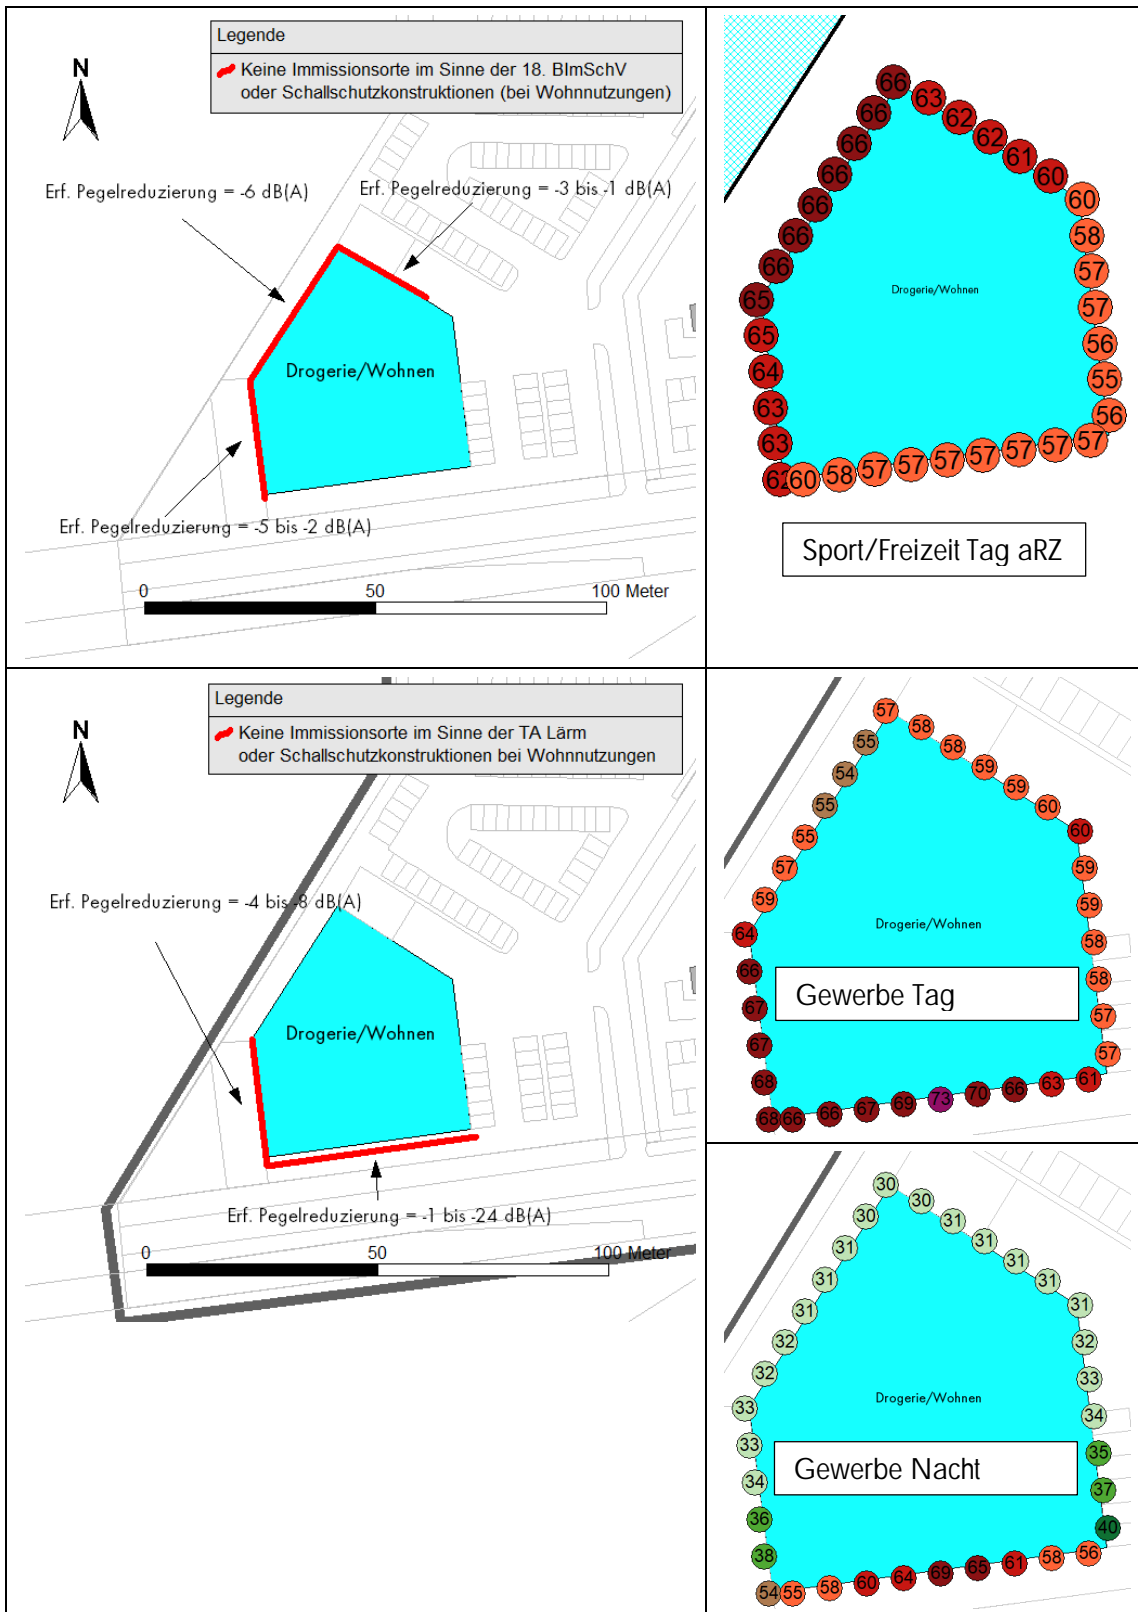 Legende
Keine Immissionsorte im Sinne der 18. BImSchV
oder Schallschutzkonstruktionen (bei Wohnnutzungen)
N
Erf. Pegelreduzierung = -6 dB(A)
Erf. Pegelreduzierung = -3 bis -1 dB(A)
Drogerie/Wohnen
Erf. Pegelreduzierung = -5 bis -2 dB(A)
0 50 100 Meter
66 63 62 62 61 60 60 58 57 57 56 55 56
66 66 66 66 66 66 65 65 64 63 63 62
Drogerie/Wohnen
60 58 57 57 57 57 57 57 57
Sport/Freizeit Tag aRZ
Legende
Keine Immissionsorte im Sinne der TA Lärm
oder Schallschutzkonstruktionen bei Wohnnutzungen
N
Erf. Pegelreduzierung = -4 bis -8 dB(A)
Drogerie/Wohnen
Erf. Pegelreduzierung = -1 bis -24 dB(A)
0 50 100 Meter
57 58 58 59 59 60 60 59 59 58 58 57 57
55 54 55 55 57 59 64 66 67 67 68 68
Drogerie/Wohnen
Gewerbe Tag
66 66 67 69 73 70 66 63 61
30 30 31 31 31 31 31 32 33 34 35 37 40
30 31 31 31 32 32 33 33 34 36 38 54
Drogerie/Wohnen
Gewerbe Nacht
55 58 60 64 69 65 61 58 56